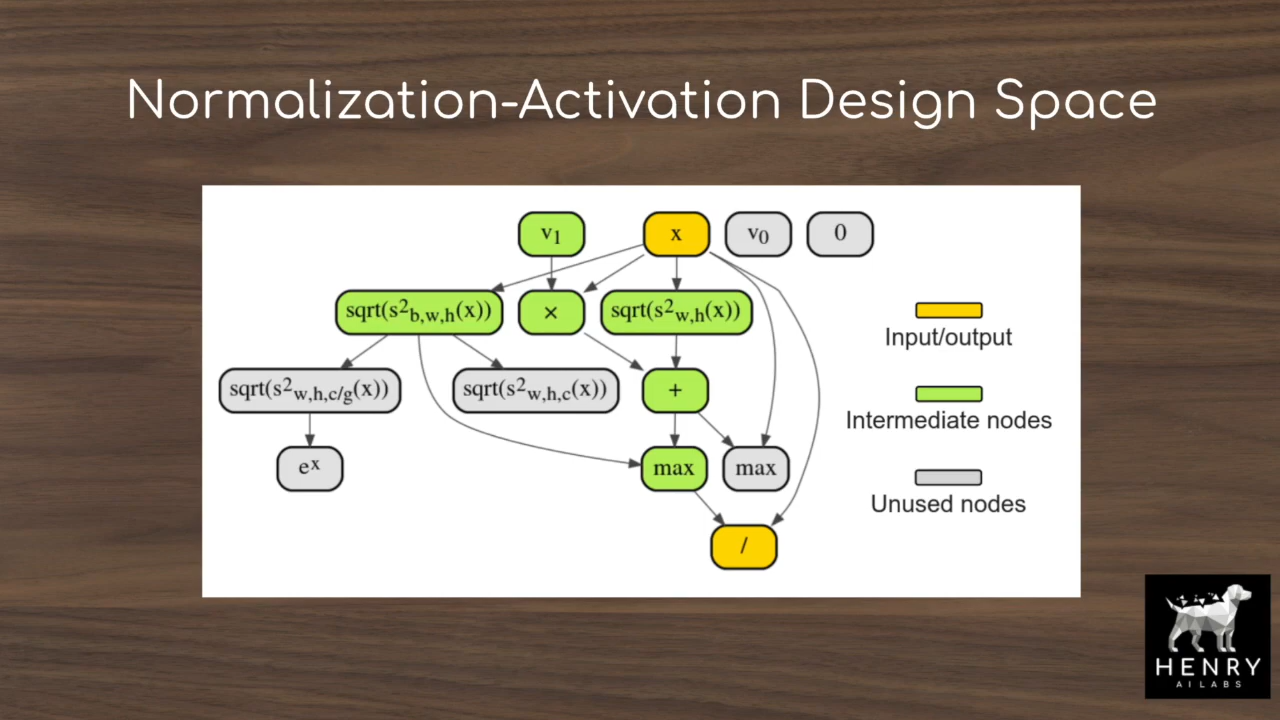 Normalization-Activation Design Space
v₁ x v₀ 0
sqrt(s²b,w,h(x)) × sqrt(s²w,h(x))
Input/output
sqrt(s²w,h,c/g(x)) sqrt(s²w,h,c(x)) +
Intermediate nodes
eˣ max max
Unused nodes
/
HENRY
AI LABS